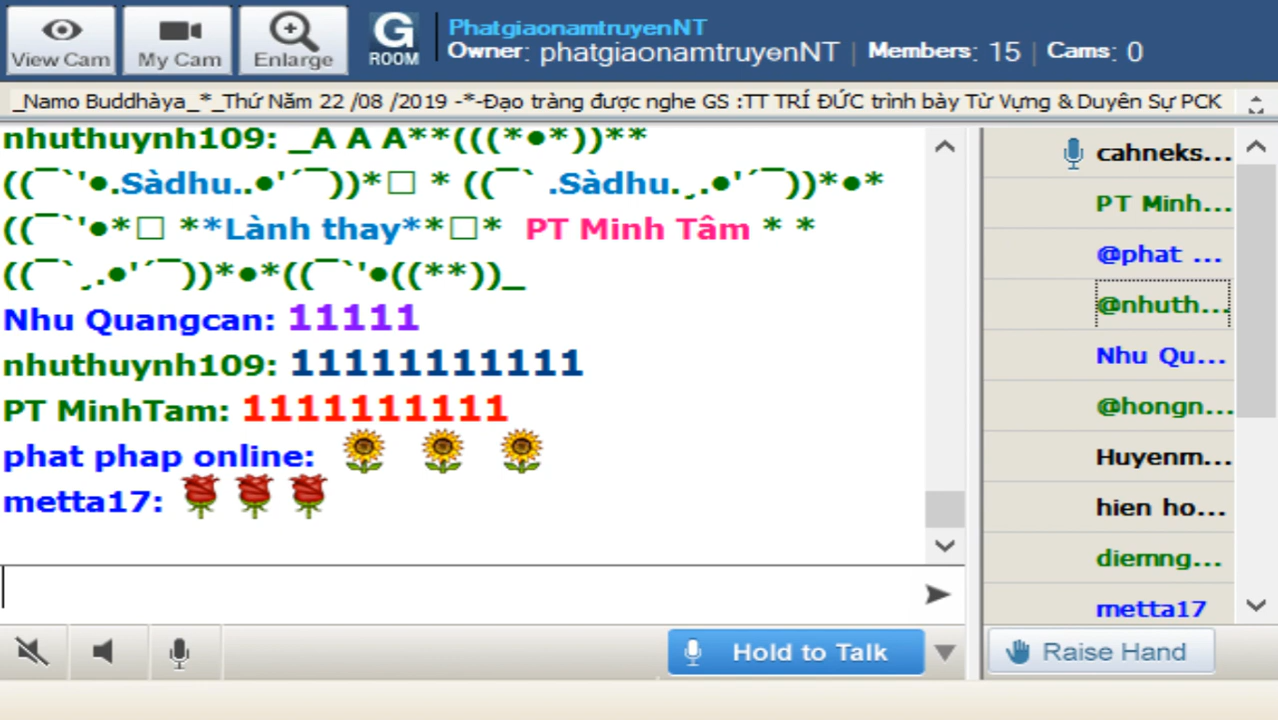 View Cam
My Cam
Enlarge
G
ROOM
PhatgiaonamtruyenNT
Owner: phatgiaonamtruyenNT | Members: 15 | Cams: 0
_Namo Buddhàya_*_Thứ Năm 22 /08 /2019 -*-Đạo tràng được nghe GS :TT TRÍ ĐỨC trình bày Từ Vựng & Duyên Sự PCK
nhuthuynh109: _A A A**(((*●*))**
((¯`'●.Sàdhu..●'´¯))*□ * ((¯` .Sàdhu.¸.●'´¯))*●*
((¯`'●*□ **Lành thay**□* PT Minh Tâm * *
((¯`¸.●'´¯))*●*((¯`'●((**))_
Nhu Quangcan: 11111
nhuthuynh109: 11111111111
PT MinhTam: 1111111111
phat phap online:
metta17:
cahneks...
PT Minh...
@phat ...
@nhuth...
Nhu Qu...
@hongn...
Huyenm...
hien ho...
diemng...
metta17
Hold to Talk
Raise Hand